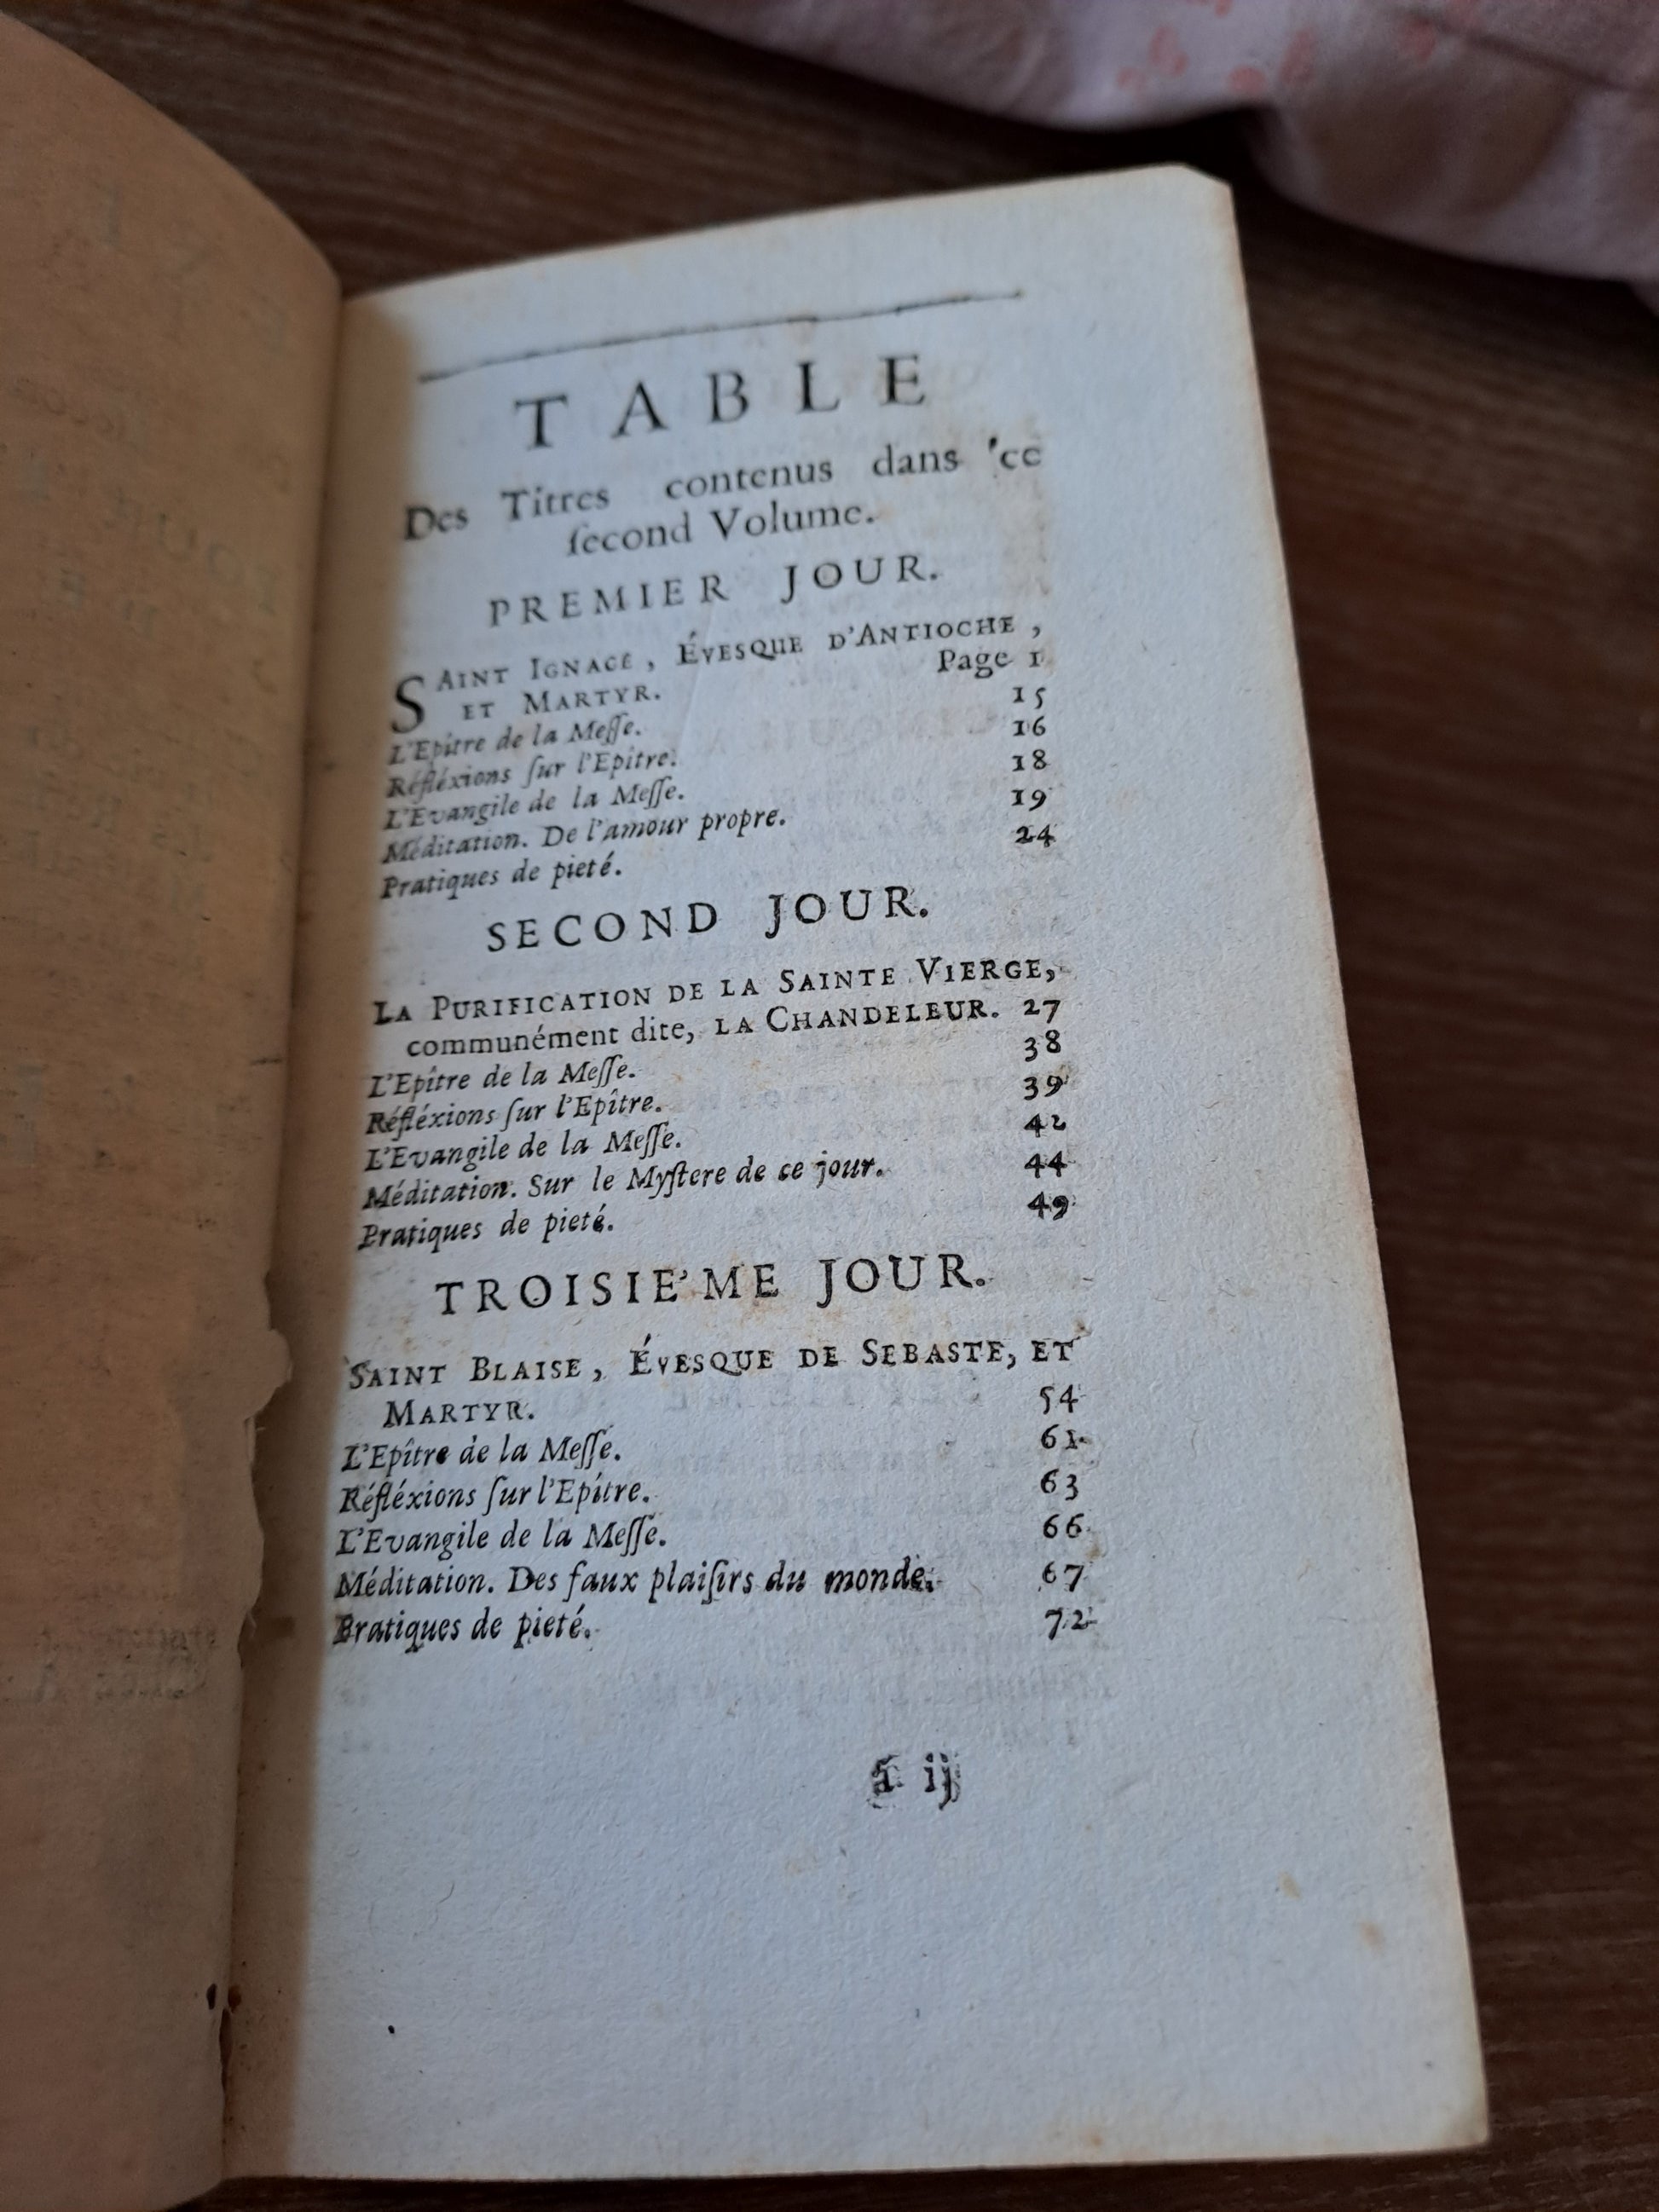 TABLE
Des Titres contenus dans ce
ſecond Volume.
PREMIER JOUR.
SAINT IGNACE, ÉVESQUE D'ANTIOCHE,
ET MARTYR. Page 1
L'Epître de la Meſſe. 15
Réfléxions ſur l'Epître. 16
L'Evangile de la Meſſe. 18
Méditation. De l'amour propre. 19
Pratiques de pieté. 24
SECOND JOUR.
LA PURIFICATION DE LA SAINTE VIERGE,
communément dite, LA CHANDELEUR. 27
L'Epître de la Meſſe. 38
Réfléxions ſur l'Epître. 39
L'Evangile de la Meſſe. 42
Méditation. Sur le Myſtere de ce jour. 44
Pratiques de pieté. 49
TROISIE'ME JOUR.
SAINT BLAISE, ÉVESQUE DE SEBASTE, ET
MARTYR. 54
L'Epître de la Meſſe. 61
Réfléxions ſur l'Epître. 63
L'Evangile de la Meſſe. 66
Méditation. Des faux plaiſirs du monde. 67
Pratiques de pieté. 72
ij